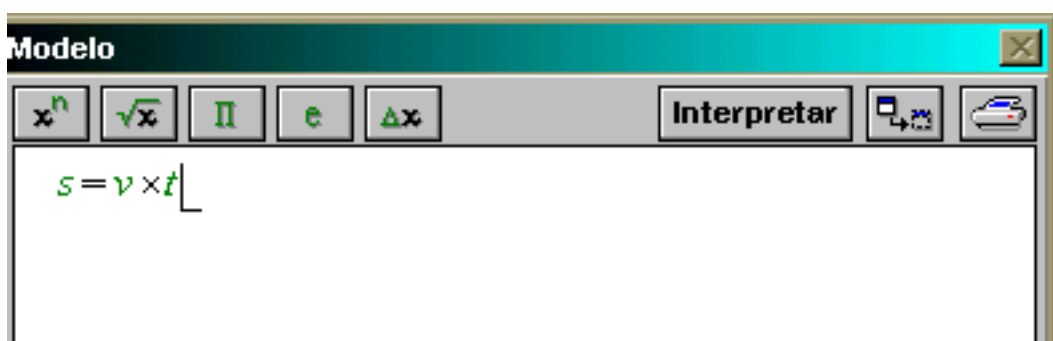 Modelo
xⁿ √x Π e Δx Interpretar
s = v × t